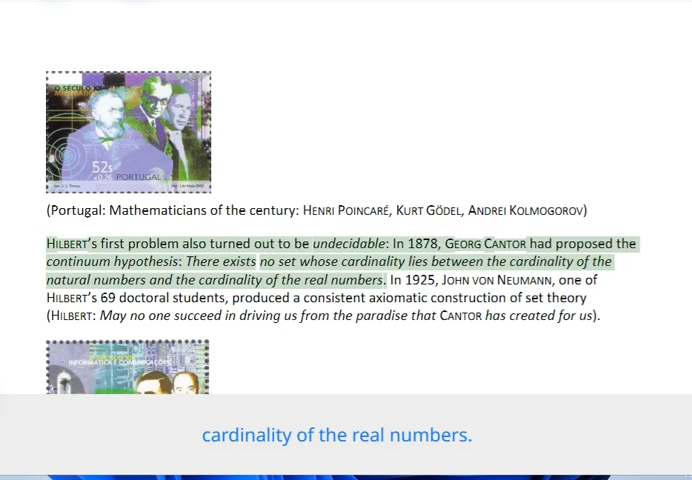 O SÉCULO XX
52s
PORTUGAL
(Portugal: Mathematicians of the century: HENRI POINCARÉ, KURT GÖDEL, ANDREI KOLMOGOROV)
HILBERT's first problem also turned out to be undecidable: In 1878, GEORG CANTOR had proposed the
continuum hypothesis: There exists no set whose cardinality lies between the cardinality of the
natural numbers and the cardinality of the real numbers. In 1925, JOHN VON NEUMANN, one of
HILBERT's 69 doctoral students, produced a consistent axiomatic construction of set theory
(HILBERT: May no one succeed in driving us from the paradise that CANTOR has created for us).
INFORMÁTICA E COMUNICAÇÕES
cardinality of the real numbers.